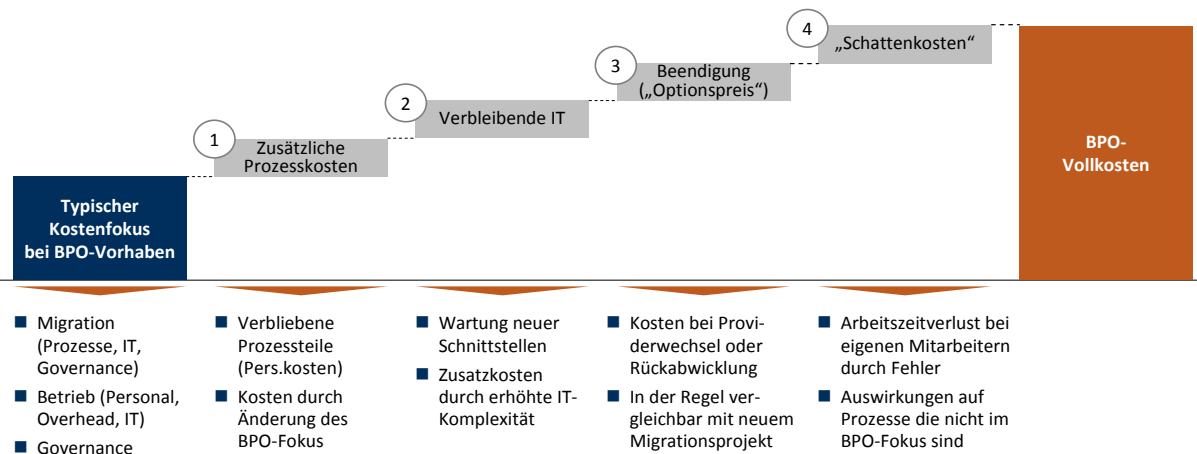 4
„Schattenkosten“
3
Beendigung
(„Optionspreis“)
2
Verbleibende IT
1
Zusätzliche
Prozesskosten
BPO-
Vollkosten
Typischer
Kostenfokus
bei BPO-Vorhaben
Migration
(Prozesse, IT,
Governance)
Betrieb (Personal,
Overhead, IT)
Governance
Verbliebene
Prozessteile
(Pers.kosten)
Kosten durch
Änderung des
BPO-Fokus
Wartung neuer
Schnittstellen
Zusatzkosten
durch erhöhte IT-
Komplexität
Kosten bei Provi-
derwechsel oder
Rückabwicklung
In der Regel ver-
gleichbar mit neuem
Migrationsprojekt
Arbeitszeitverlust bei
eigenen Mitarbeitern
durch Fehler
Auswirkungen auf
Prozesse die nicht im
BPO-Fokus sind